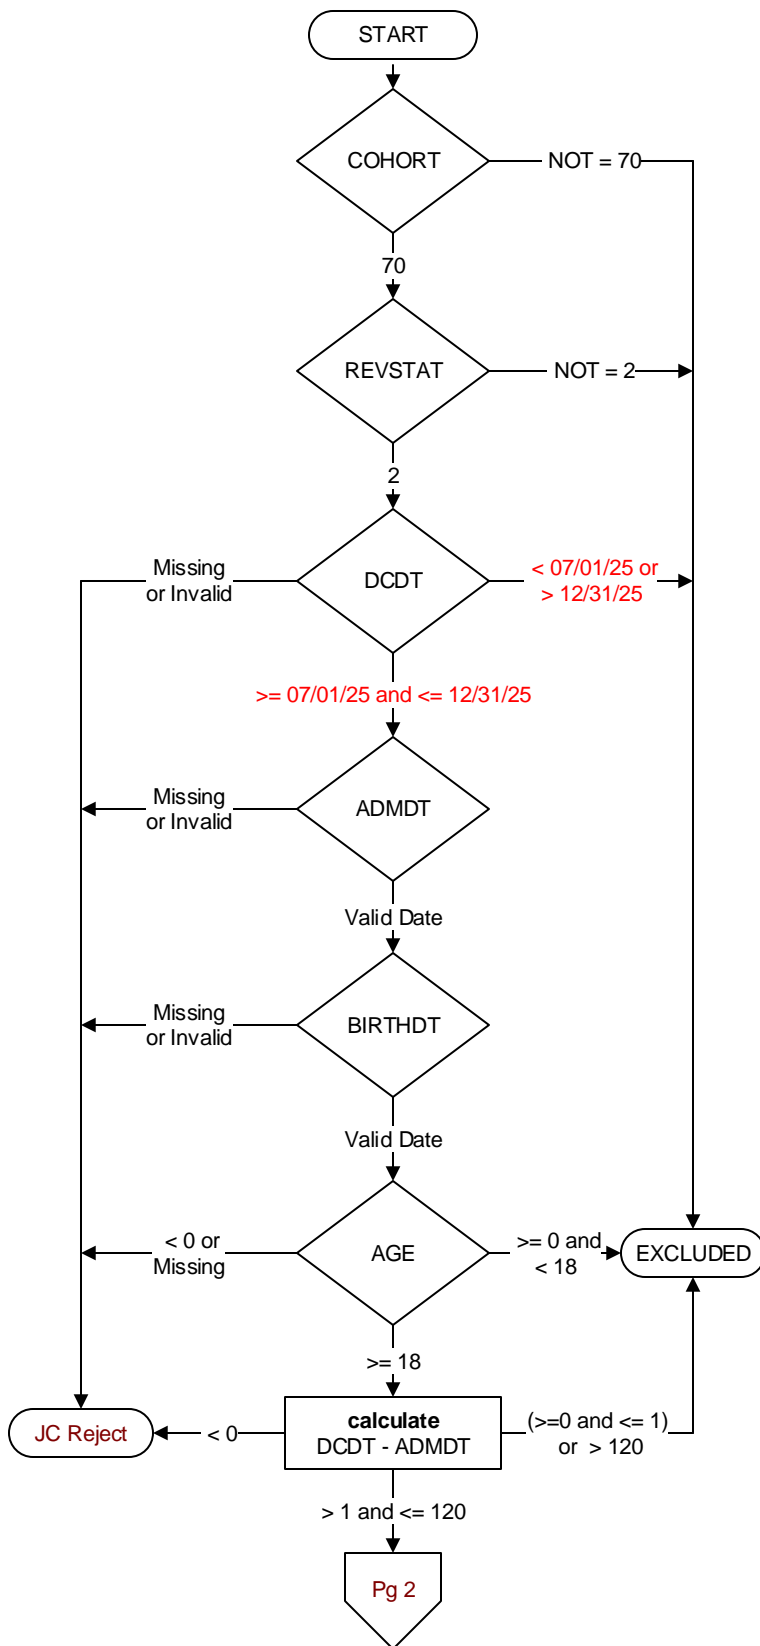 START
COHORT
NOT = 70
70
REVSTAT
NOT = 2
2
Missing
or Invalid
DCDT
< 07/01/25 or
> 12/31/25
>= 07/01/25 and <= 12/31/25
Missing
or Invalid
ADMDT
Valid Date
Missing
or Invalid
BIRTHDT
Valid Date
< 0 or
Missing
AGE
>= 0 and
< 18
EXCLUDED
>= 18
JC Reject
< 0
calculate
DCDT - ADMDT
(>=0 and <= 1)
or > 120
> 1 and <= 120
Pg 2